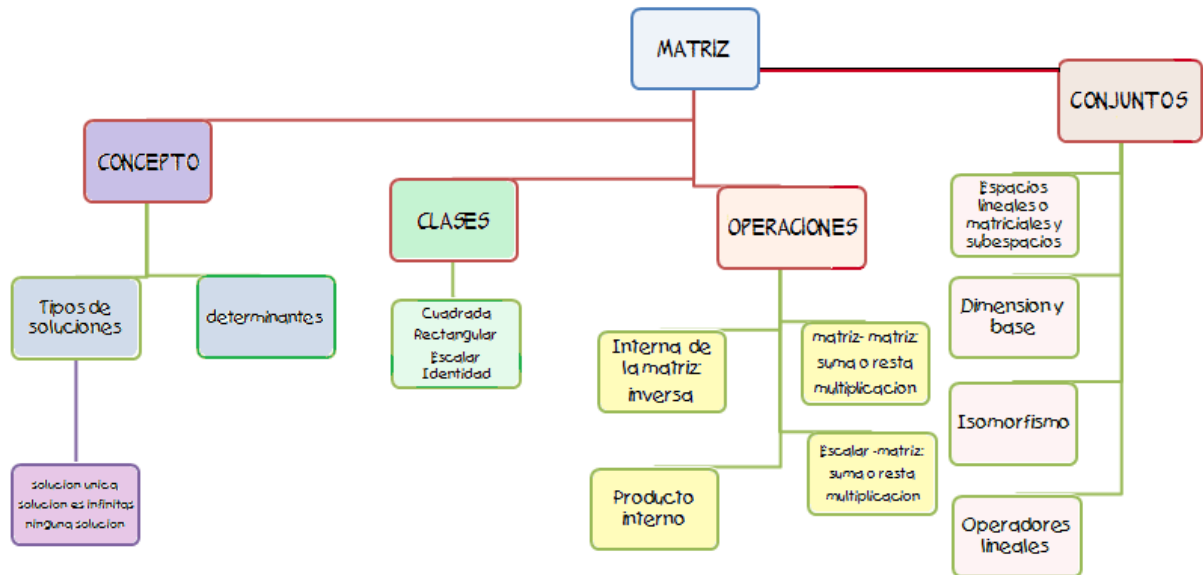 MATRIZ
CONJUNTOS
CONCEPTO
CLASES
OPERACIONES
Espacios
lineales o
matriciales y
subespacios
Tipos de
soluciones
determinantes
Cuadrada
Rectangular
Escalar
Identidad
Interna de
la matriz:
inversa
matriz- matriz:
suma o resta
multiplicacion
Dimension y
base
Isomorfismo
solucion unica
solucion es infinitas
ninguna solucion
Producto
interno
Escalar -matriz:
suma o resta
multiplicacion
Operadores
lineales